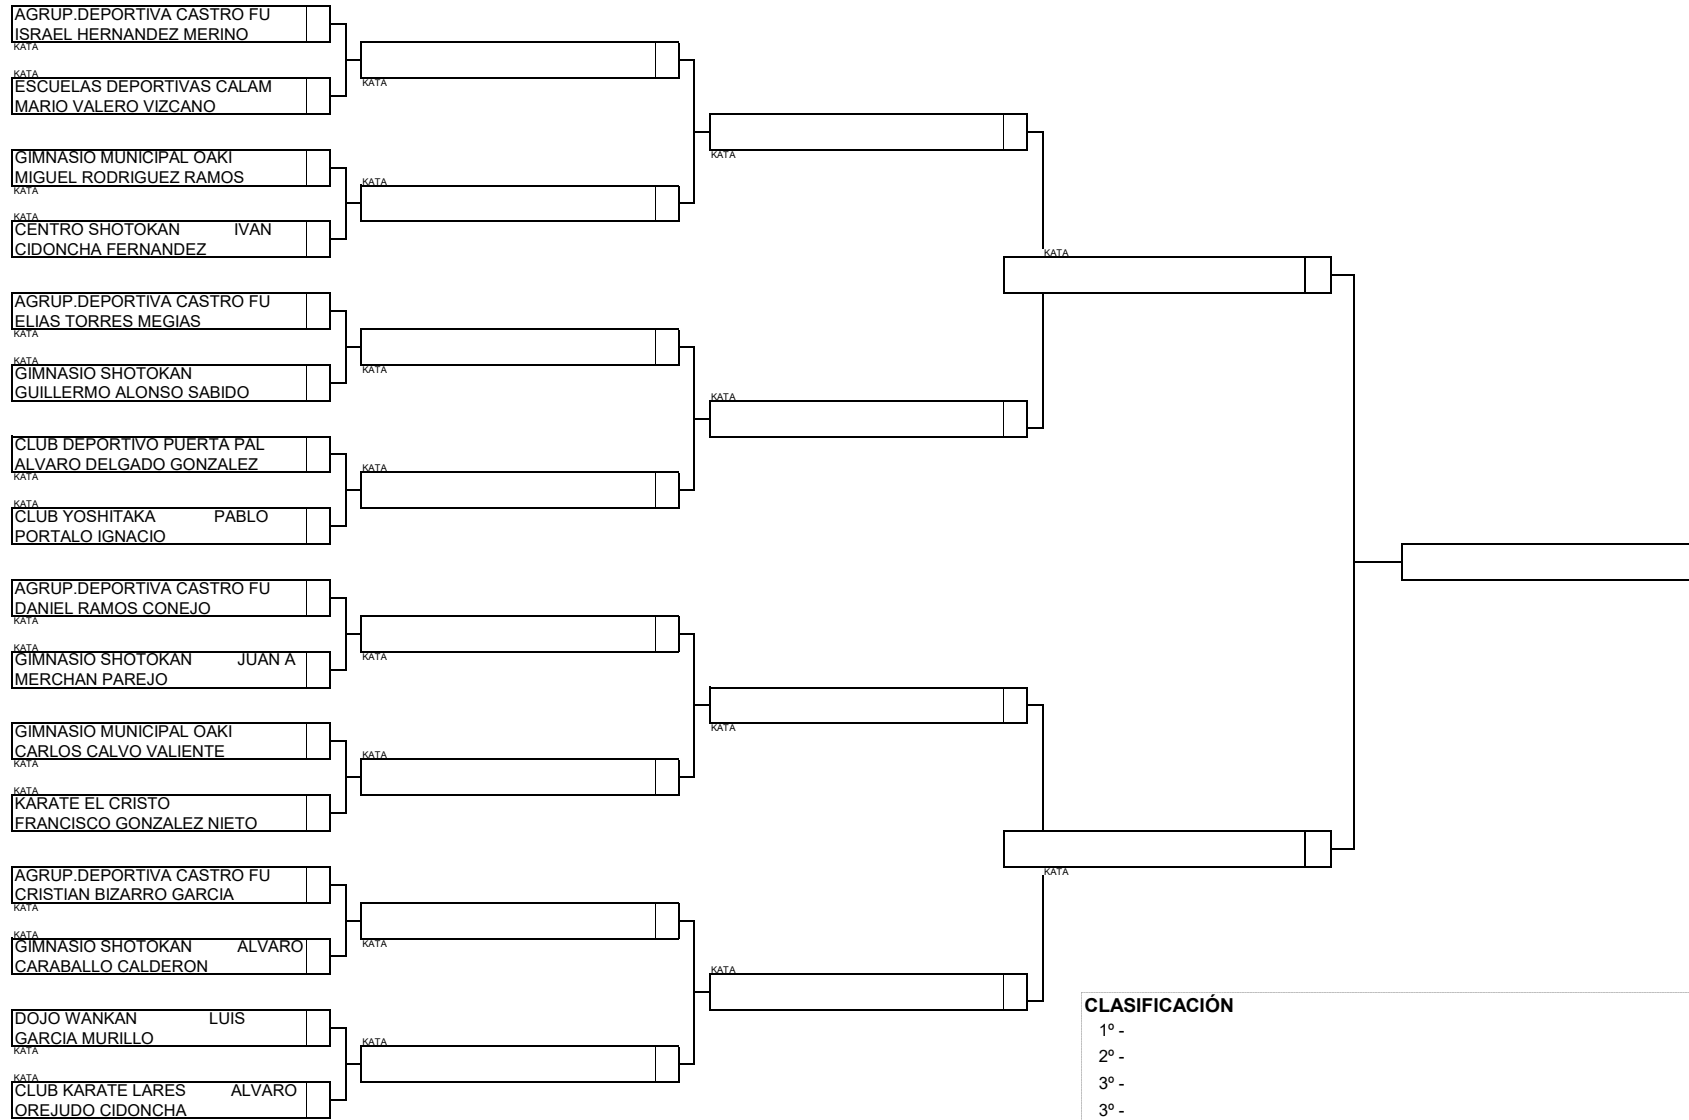 AGRUP.DEPORTIVA CASTRO FU
ISRAEL HERNANDEZ MERINO
KATA
KATA
ESCUELAS DEPORTIVAS CALAM
MARIO VALERO VIZCANO
GIMNASIO MUNICIPAL OAKI
MIGUEL RODRIGUEZ RAMOS
KATA
KATA
CENTRO SHOTOKAN IVAN
CIDONCHA FERNANDEZ
AGRUP.DEPORTIVA CASTRO FU
ELIAS TORRES MEGIAS
KATA
KATA
GIMNASIO SHOTOKAN
GUILLERMO ALONSO SABIDO
CLUB DEPORTIVO PUERTA PAL
ALVARO DELGADO GONZALEZ
KATA
KATA
CLUB YOSHITAKA PABLO
PORTALO IGNACIO
AGRUP.DEPORTIVA CASTRO FU
DANIEL RAMOS CONEJO
KATA
KATA
GIMNASIO SHOTOKAN JUAN A
MERCHAN PAREJO
GIMNASIO MUNICIPAL OAKI
CARLOS CALVO VALIENTE
KATA
KATA
KARATE EL CRISTO
FRANCISCO GONZALEZ NIETO
AGRUP.DEPORTIVA CASTRO FU
CRISTIAN BIZARRO GARCIA
KATA
KATA
GIMNASIO SHOTOKAN ALVARO
CARABALLO CALDERON
DOJO WANKAN LUIS
GARCIA MURILLO
KATA
KATA
CLUB KARATE LARES ALVARO
OREJUDO CIDONCHA
KATA
KATA
KATA
KATA
KATA
KATA
KATA
KATA
KATA
KATA
KATA
KATA
KATA
KATA
CLASIFICACIÓN
1º -
2º -
3º -
3º -